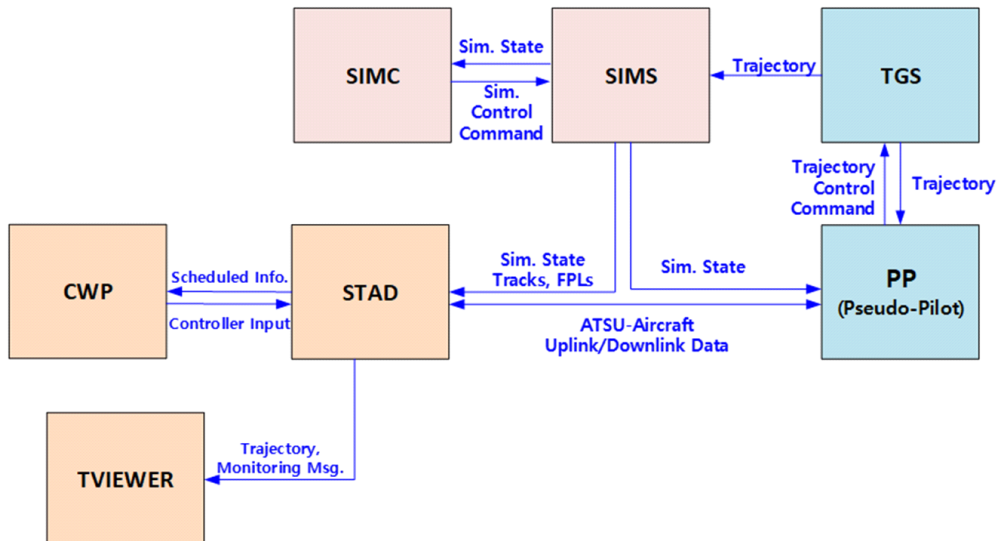 SIMC
Sim. State
Sim.
Control
Command
SIMS
Trajectory
TGS
Trajectory
Control
Command
Trajectory
CWP
Scheduled Info.
Controller Input
STAD
Sim. State
Tracks, FPLs
Sim. State
ATSU-Aircraft
Uplink/Downlink Data
PP
(Pseudo-Pilot)
TVIEWER
Trajectory,
Monitoring Msg.